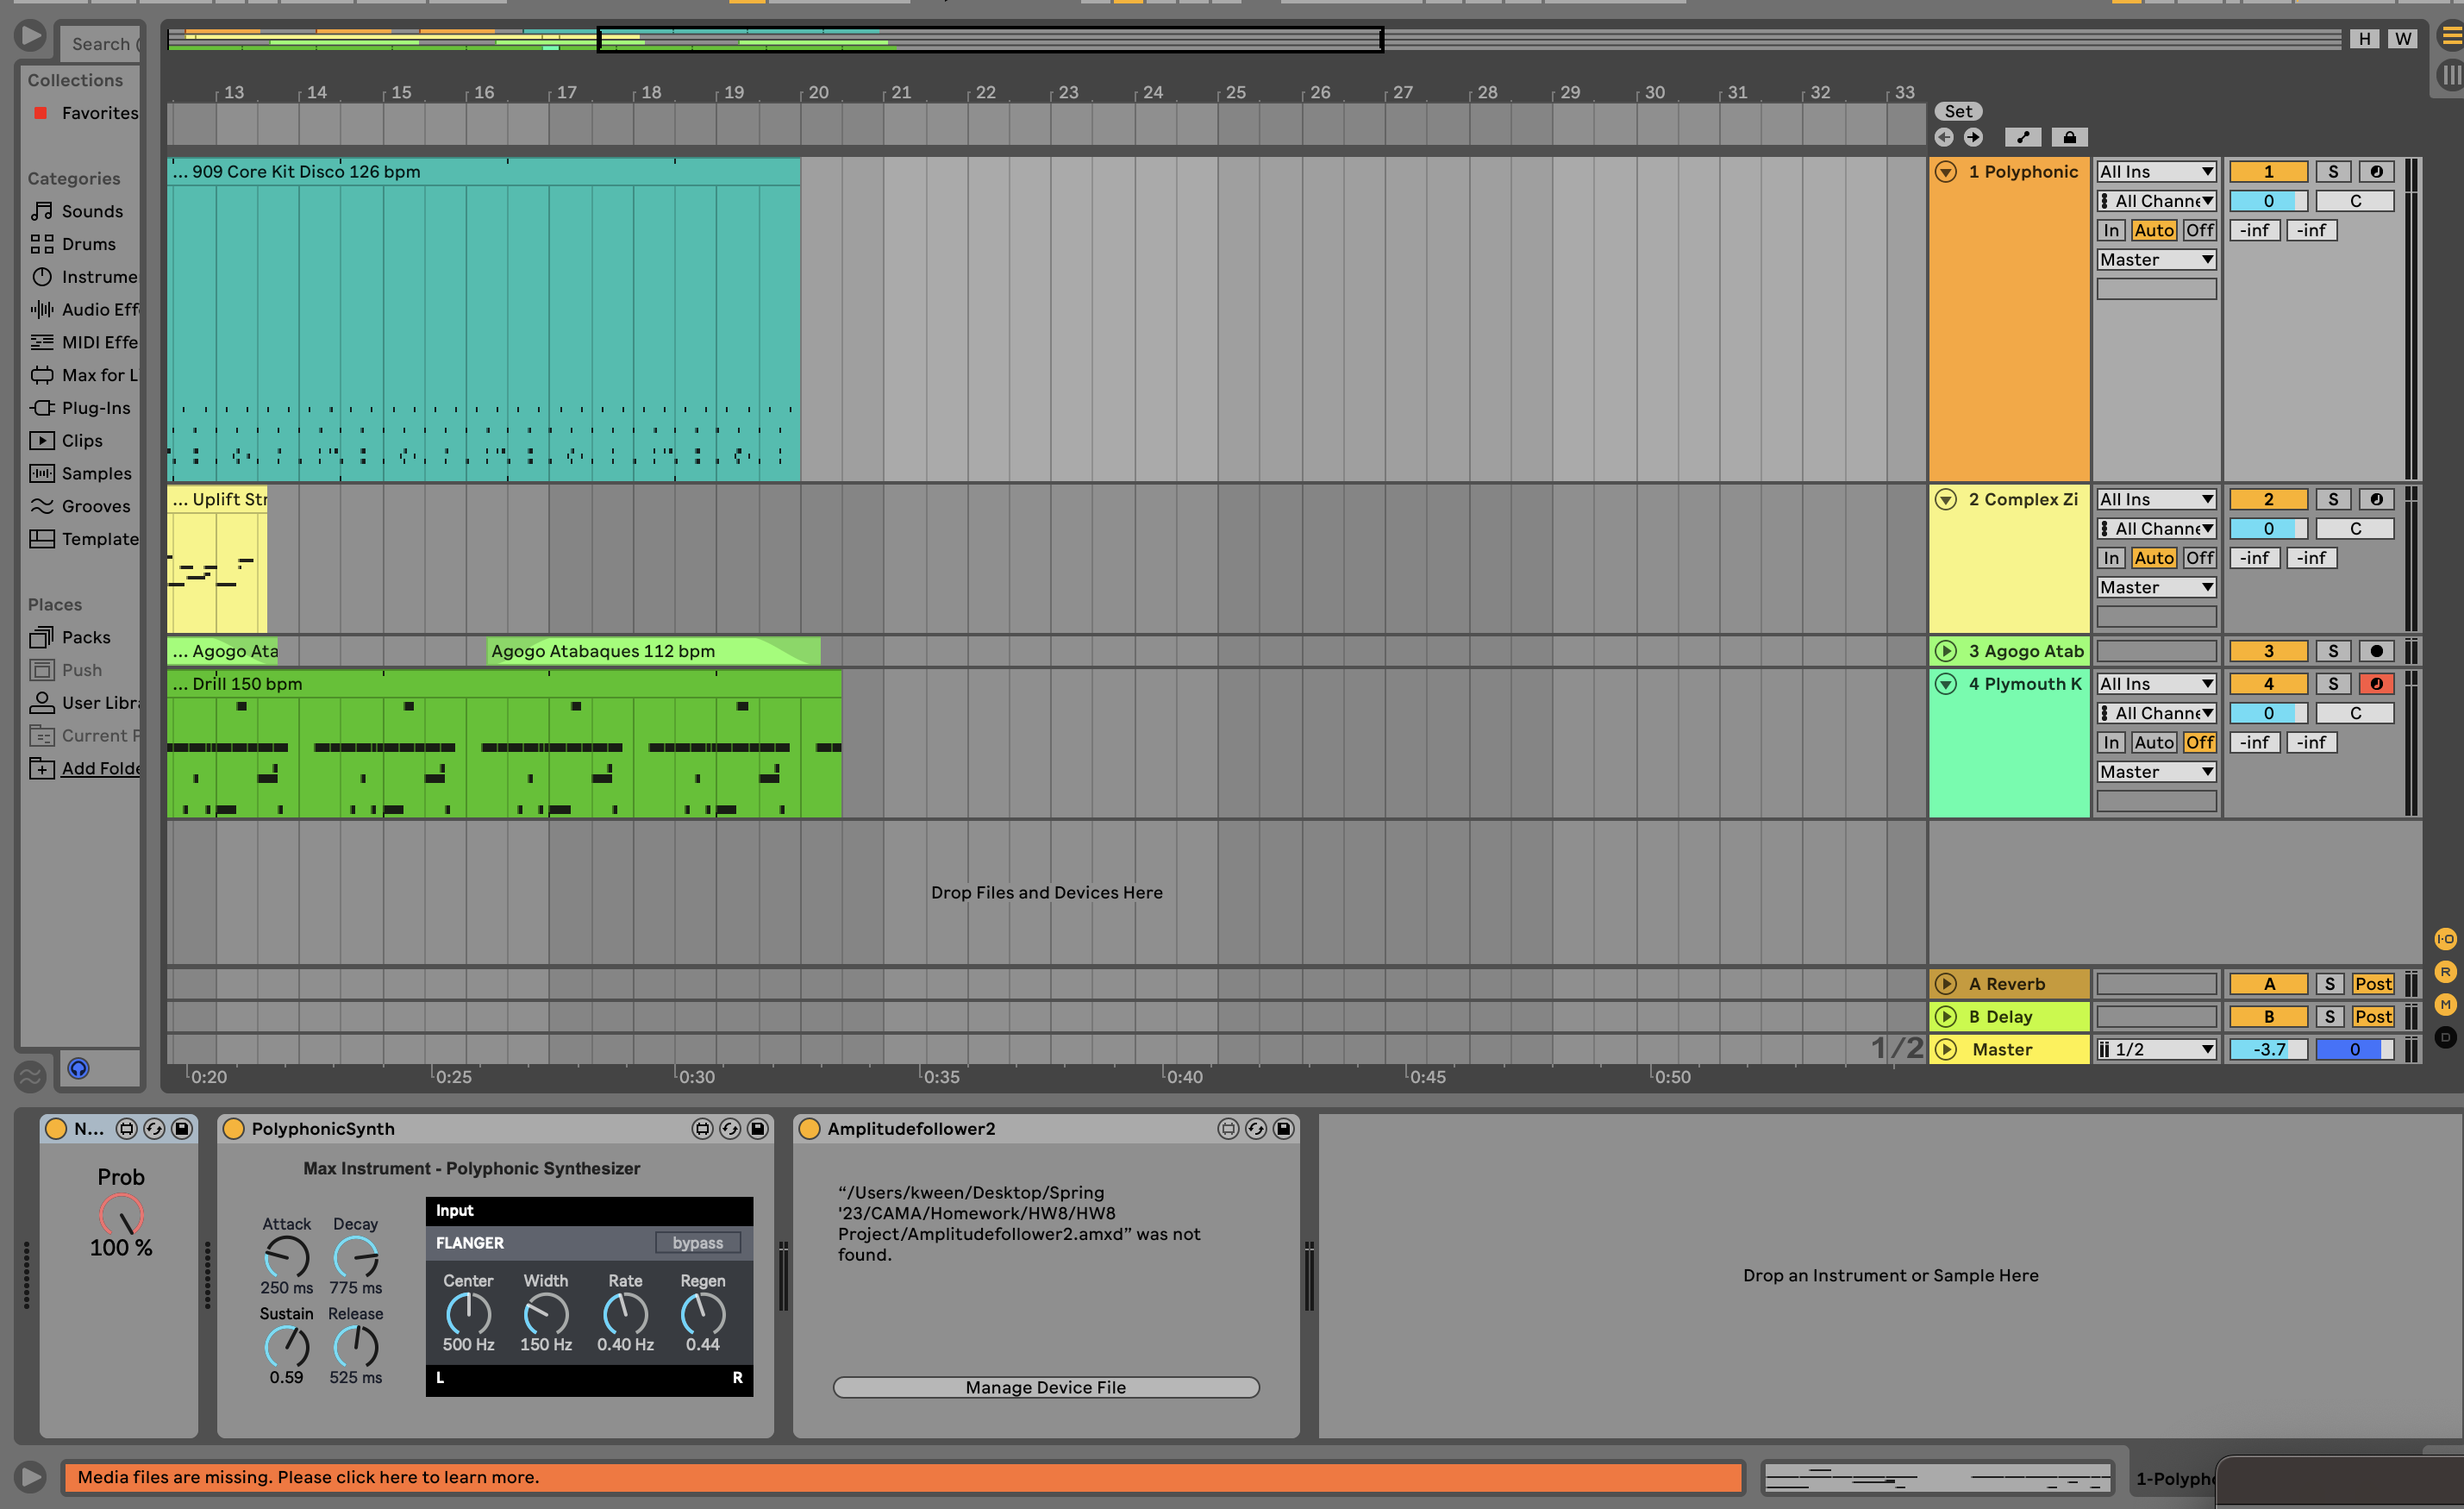 Search (
H W
Collections
Favorites
Categories
Sounds
Drums
Instrume
Audio Eff
MIDI Effe
Max for L
Plug-Ins
Clips
Samples
Grooves
Template
Places
Packs
Push
User Libr
Current P
Add Folde
13 14 15 16 17 18 19 20 21 22 23 24 25 26 27 28 29 30 31 32 33
Set
... 909 Core Kit Disco 126 bpm
1 Polyphonic
All Ins
1 S
All Channe
0 C
In Auto Off
-inf -inf
Master
... Uplift Str
2 Complex Zi
All Ins
2 S
All Channe
0 C
In Auto Off
-inf -inf
Master
... Agogo Ata
Agogo Atabaques 112 bpm
3 Agogo Atab
3 S
... Drill 150 bpm
4 Plymouth K
All Ins
4 S
All Channe
0 C
In Auto Off
-inf -inf
Master
Drop Files and Devices Here
I·O
R
M
D
A Reverb
A S Post
B Delay
B S Post
1/2
Master
1/2
-3.7 0
0:20 0:25 0:30 0:35 0:40 0:45 0:50
N...
Prob
100 %
PolyphonicSynth
Max Instrument - Polyphonic Synthesizer
Attack Decay
250 ms 775 ms
Sustain Release
0.59 525 ms
Input
FLANGER
bypass
Center Width Rate Regen
500 Hz 150 Hz 0.40 Hz 0.44
L R
Amplitudefollower2
“/Users/kween/Desktop/Spring
'23/CAMA/Homework/HW8/HW8
Project/Amplitudefollower2.amxd” was not
found.
Manage Device File
Drop an Instrument or Sample Here
Media files are missing. Please click here to learn more.
1-Polyph